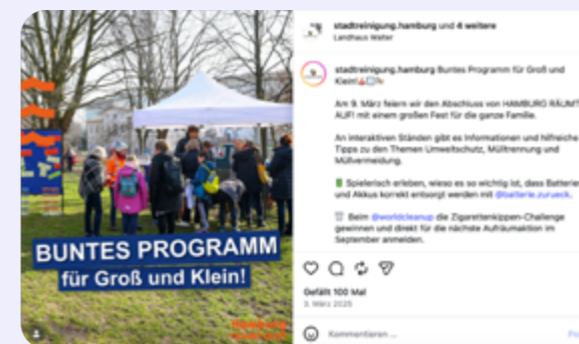 BUNTES PROGRAMM
für Groß und Klein!
stadtreinigung.hamburg und 4 weitere
Landhaus Walter
stadtreinigung.hamburg Buntes Programm für Groß und
Klein!
Am 9. März feiern wir den Abschluss von HAMBURG RÄUMT
AUF! mit einem großen Fest für die ganze Familie.
An interaktiven Ständen gibt es Informationen und hilfreiche
Tipps zu den Themen Umweltschutz, Mülltrennung und
Müllvermeidung.
Spielerisch erleben, wieso es so wichtig ist, dass Batterien
und Akkus korrekt entsorgt werden mit @batterie.zurueck.
Beim @worldcleanup die Zigarettenkippen-Challenge
gewinnen und direkt für die nächste Aufräumaktion im
September anmelden.
Gefällt 100 Mal
3. März 2025
Kommentieren ...